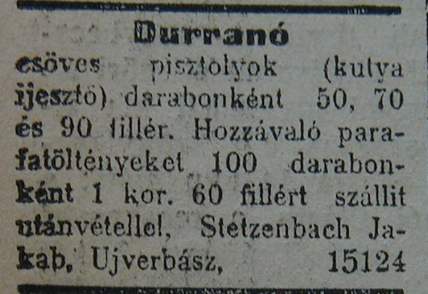 Durranó
csöves pisztolyok (kutya
ijesztő) darabonként 50, 70
és 90 fillér. Hozzávaló para-
fatöltényeket 100 darabon-
ként 1 kor. 60 fillért szállit
utánvétellel, Stetzenbach Ja-
kab, Ujverbász, 15124